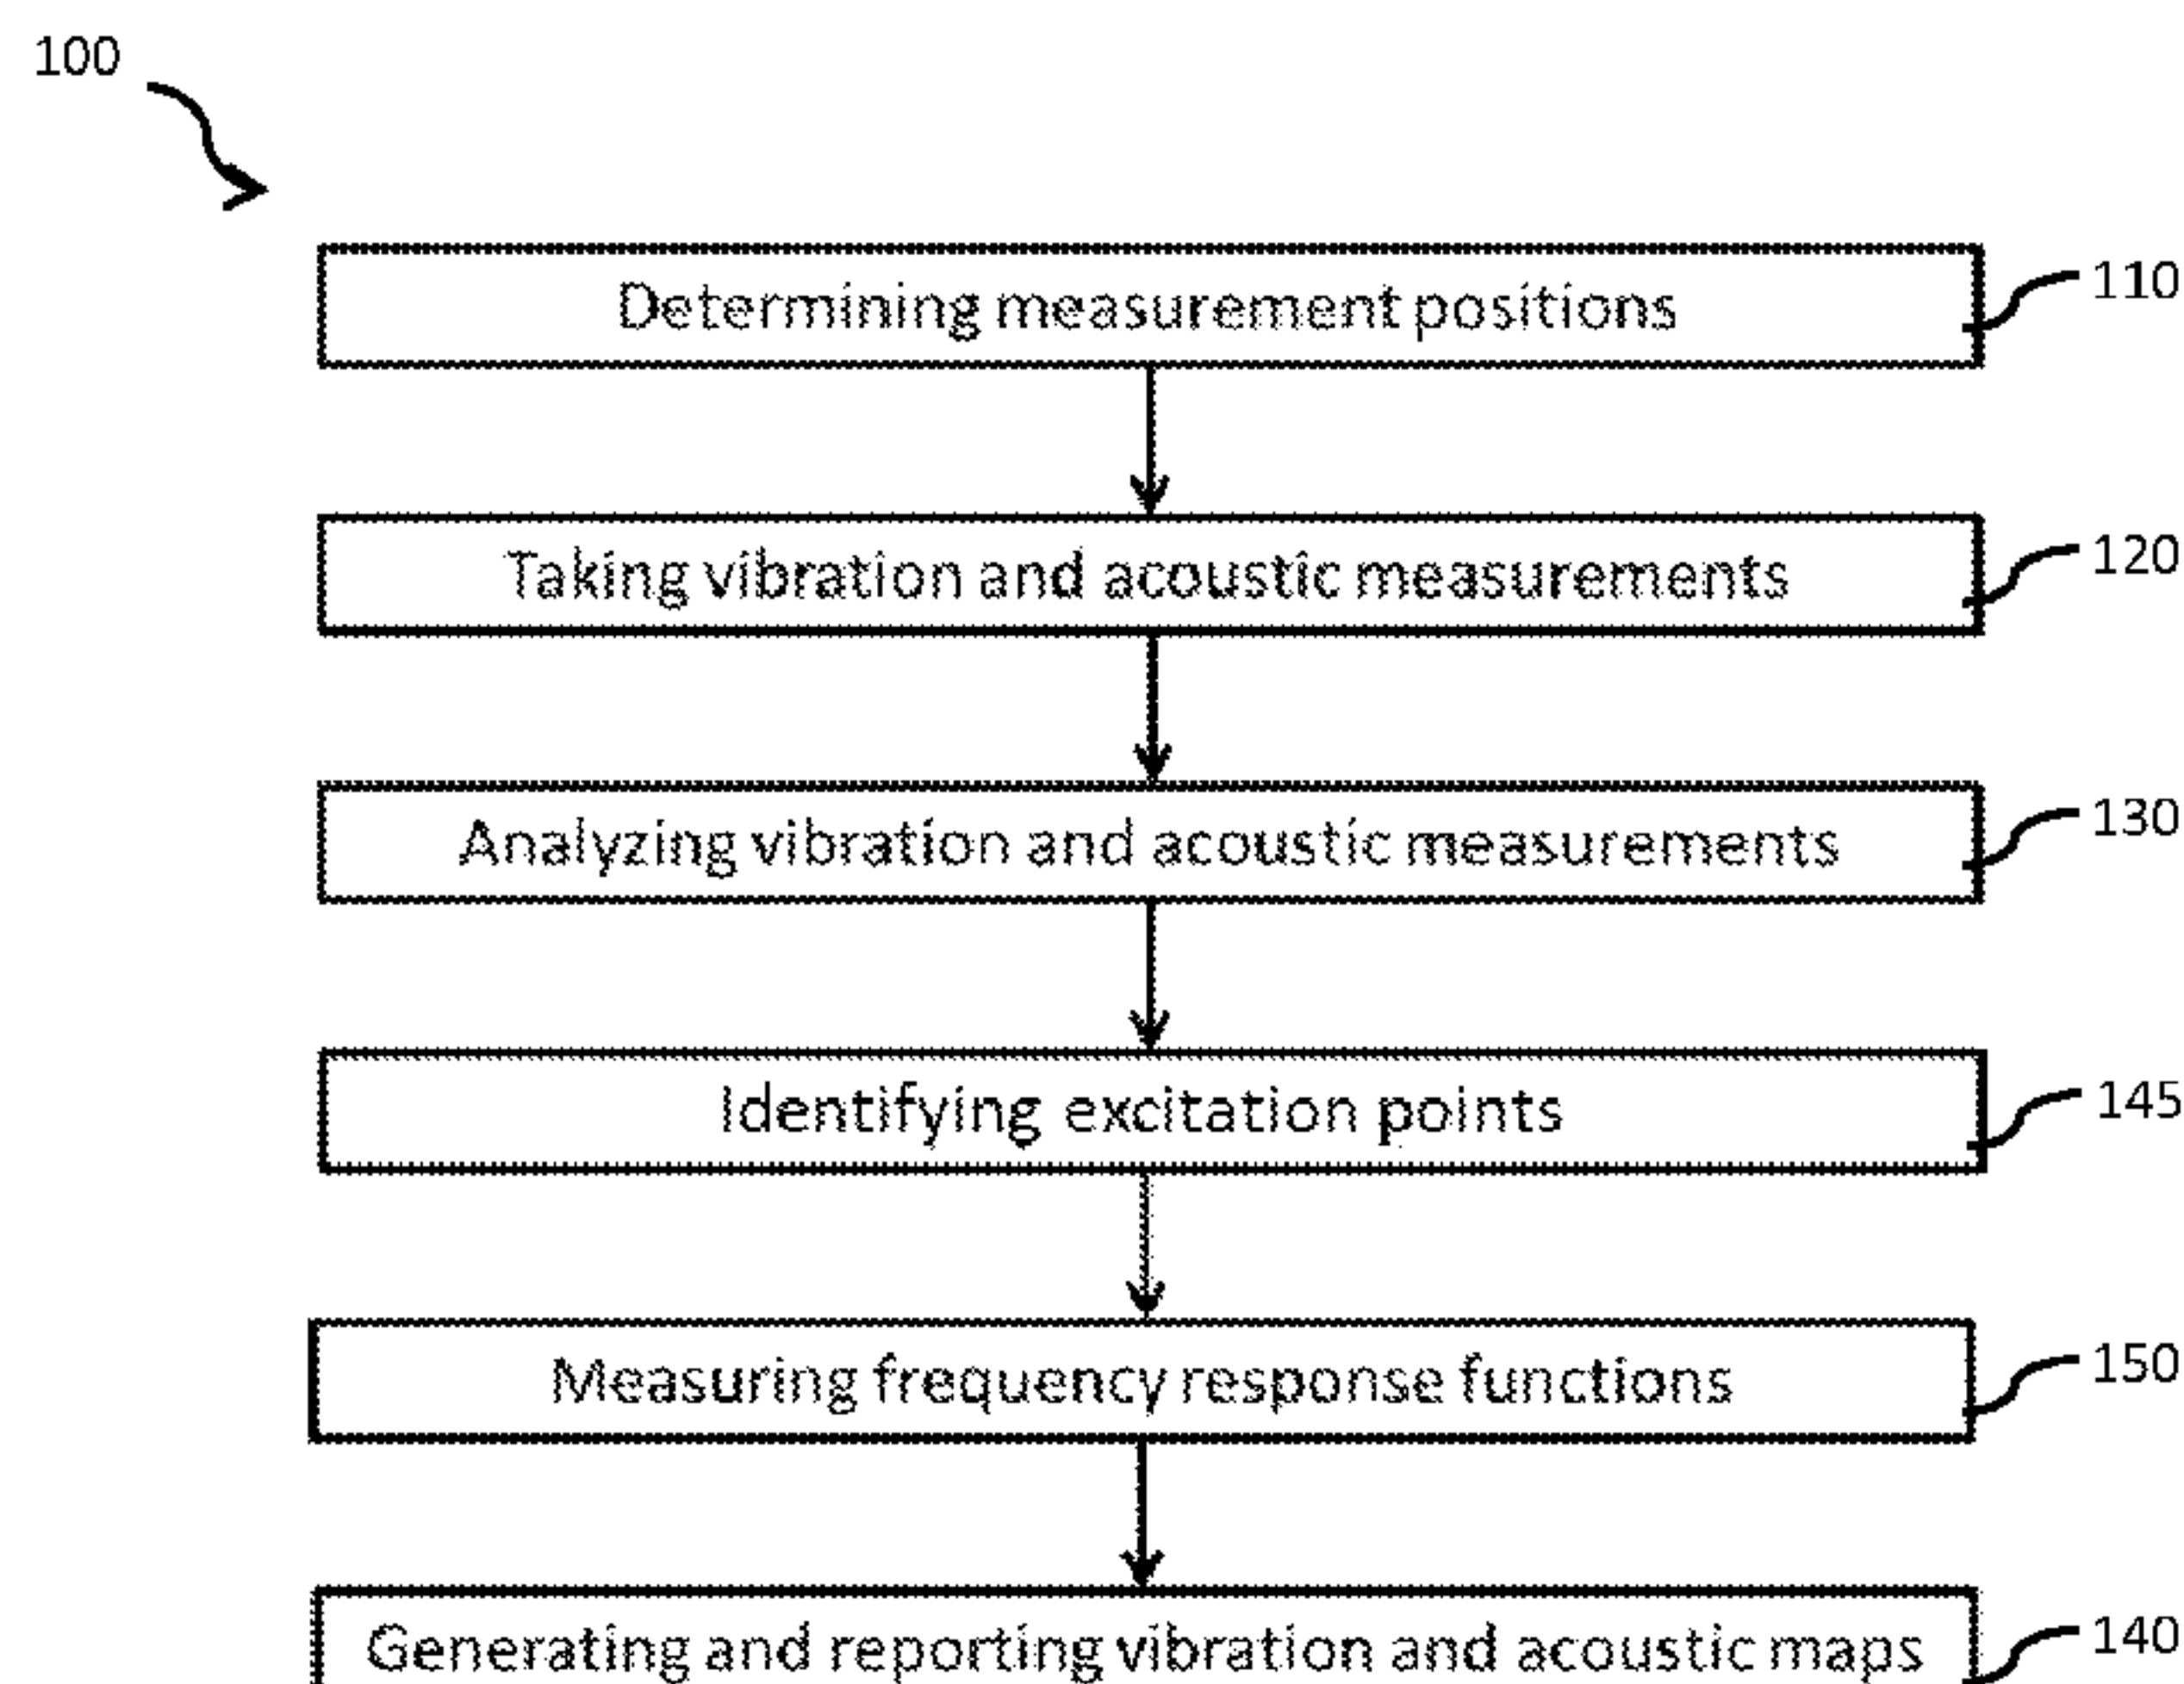 100
Determining measurement positions
110
Taking vibration and acoustic measurements
120
Analyzing vibration and acoustic measurements
130
Identifying excitation points
145
Measuring frequency response functions
150
Generating and reporting vibration and acoustic maps
140